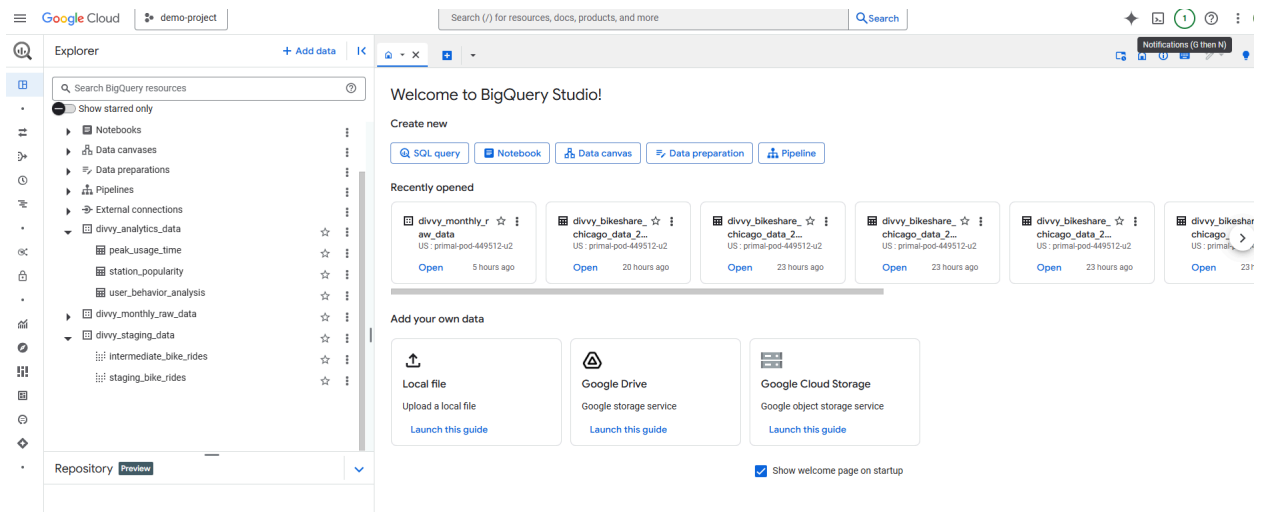 Google Cloud
demo-project
Search (/) for resources, docs, products, and more
Search
1
Notifications (G then N)
Explorer
+ Add data
Search BigQuery resources
Show starred only
Notebooks
Data canvases
Data preparations
Pipelines
External connections
divvy_analytics_data
peak_usage_time
station_popularity
user_behavior_analysis
divvy_monthly_raw_data
divvy_staging_data
intermediate_bike_rides
staging_bike_rides
Repository Preview
Welcome to BigQuery Studio!
Create new
SQL query Notebook Data canvas Data preparation Pipeline
Recently opened
divvy_monthly_r
aw_data
US : primal-pod-449512-u2
Open 5 hours ago
divvy_bikeshare_
chicago_data_2...
US : primal-pod-449512-u2
Open 20 hours ago
divvy_bikeshare_
chicago_data_2...
US : primal-pod-449512-u2
Open 23 hours ago
divvy_bikeshare_
chicago_data_2...
US : primal-pod-449512-u2
Open 23 hours ago
divvy_bikeshare_
chicago_data_2...
US : primal-pod-449512-u2
Open 23 hours ago
divvy_bikeshar
chicago_
US : primal
Open 23
Add your own data
Local file
Upload a local file
Launch this guide
Google Drive
Google storage service
Launch this guide
Google Cloud Storage
Google object storage service
Launch this guide
Show welcome page on startup